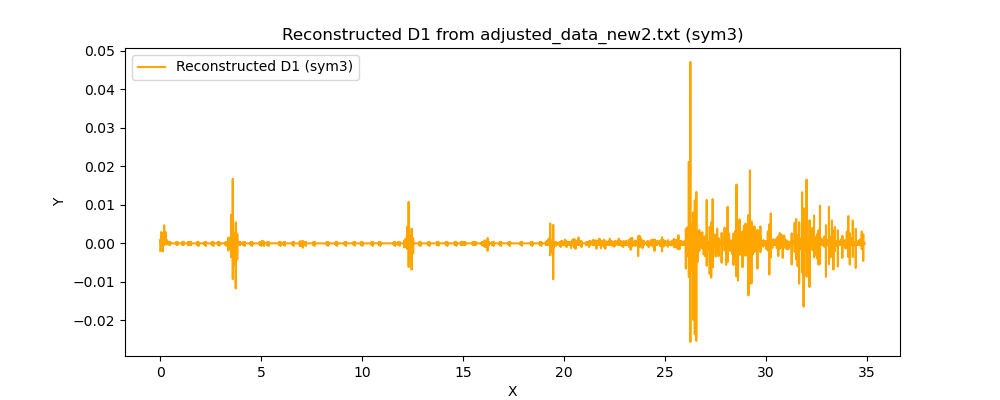 Reconstructed D1 from adjusted_data_new2.txt (sym3)
Reconstructed D1 (sym3)
0.05
0.04
0.03
0.02
0.01
0.00
−0.01
−0.02
Y
0 5 10 15 20 25 30 35
X